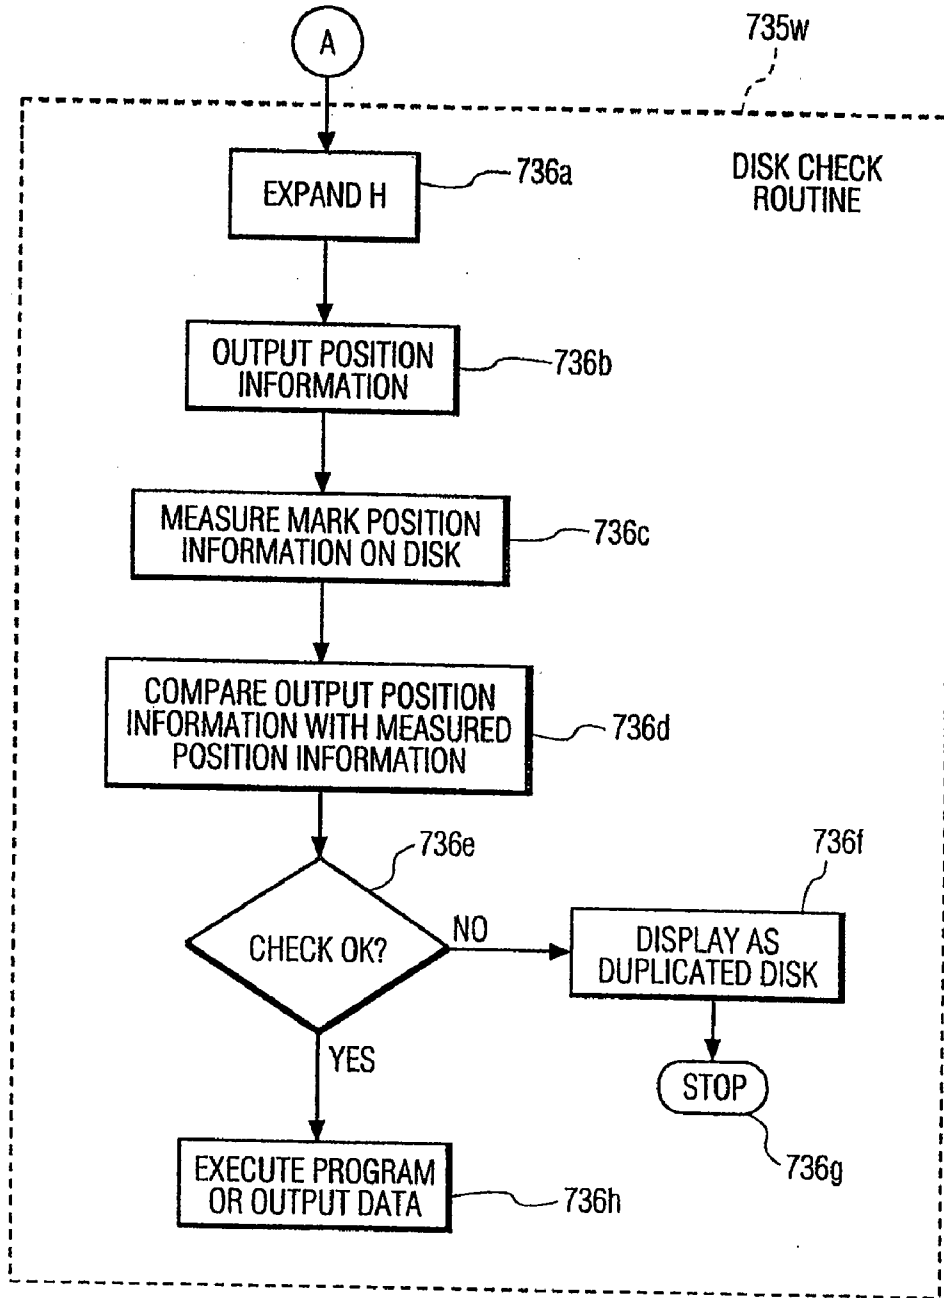 735w
A
DISK CHECK
ROUTINE
EXPAND H
736a
OUTPUT POSITION
INFORMATION
736b
MEASURE MARK POSITION
INFORMATION ON DISK
736c
COMPARE OUTPUT POSITION
INFORMATION WITH MEASURED
POSITION INFORMATION
736d
736e
CHECK OK?
NO
736f
DISPLAY AS
DUPLICATED DISK
YES
STOP
736g
EXECUTE PROGRAM
OR OUTPUT DATA
736h